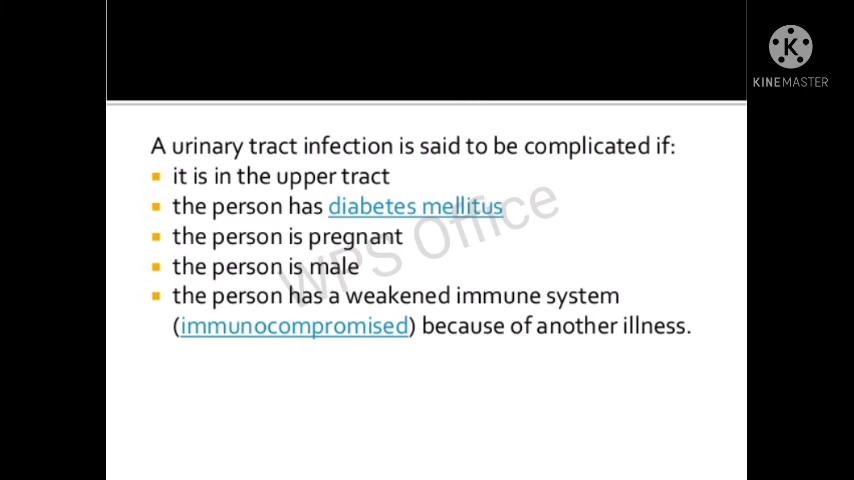 KINEMASTER
A urinary tract infection is said to be complicated if:
it is in the upper tract
the person has diabetes mellitus
the person is pregnant
the person is male
the person has a weakened immune system
(immunocompromised) because of another illness.
WPS Office